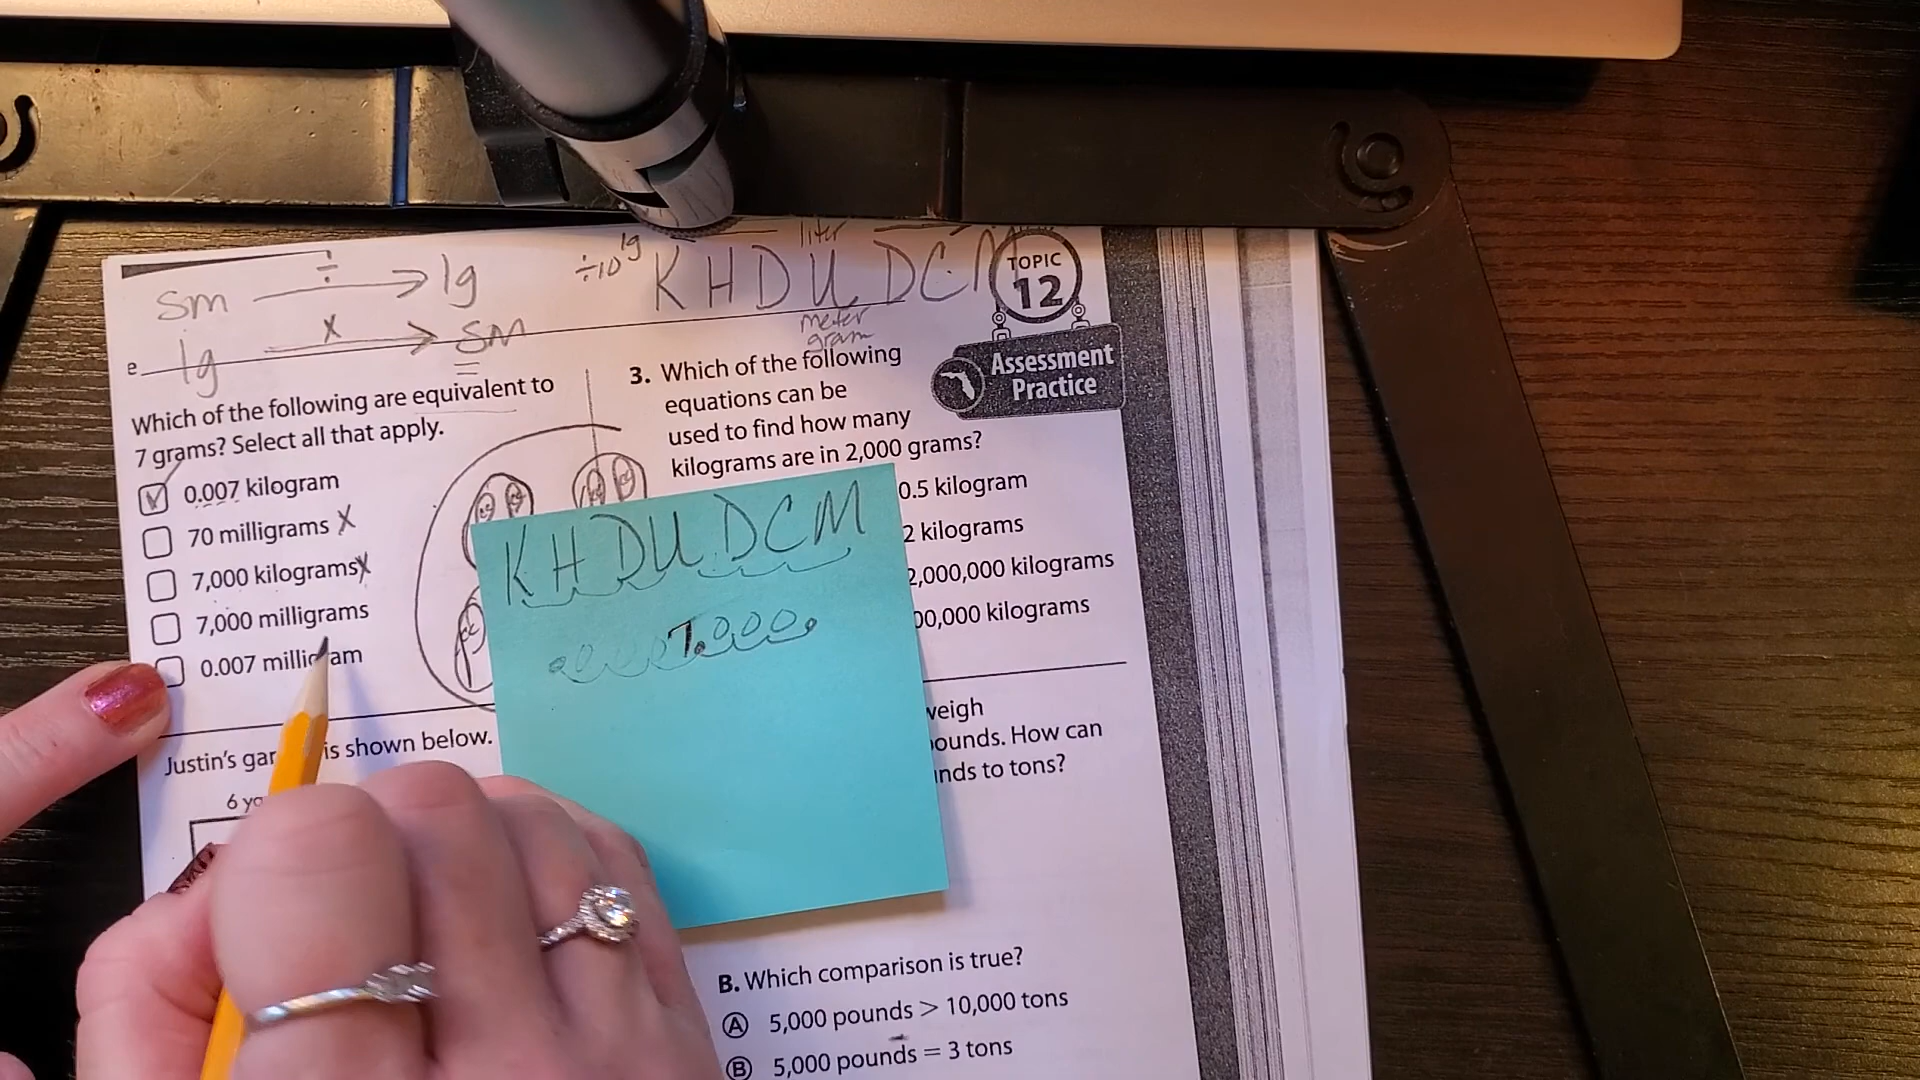 sm ÷ → lg
÷10 lg K H D U D C M
liter
meter
gram
lg x → sm
TOPIC
12
Assessment
Practice
e
Which of the following are equivalent to
7 grams? Select all that apply.
0.007 kilogram
70 milligrams X
7,000 kilograms X
7,000 milligrams
0.007 milligram
3. Which of the following
equations can be
used to find how many
kilograms are in 2,000 grams?
0.5 kilogram
2 kilograms
2,000,000 kilograms
00,000 kilograms
K H D U D C M
7.000.
Justin's gar is shown below.
6
weigh
ounds. How can
nds to tons?
B. Which comparison is true?
A 5,000 pounds > 10,000 tons
B 5,000 pounds = 3 tons